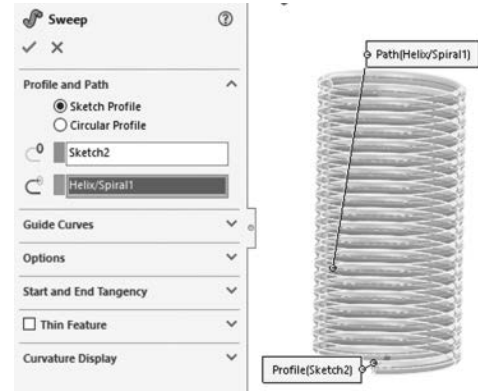 Sweep
Profile and Path
Sketch Profile
Circular Profile
Sketch2
Helix/Spiral1
Guide Curves
Options
Start and End Tangency
Thin Feature
Curvature Display
Path(Helix/Spiral1)
Profile(Sketch2)